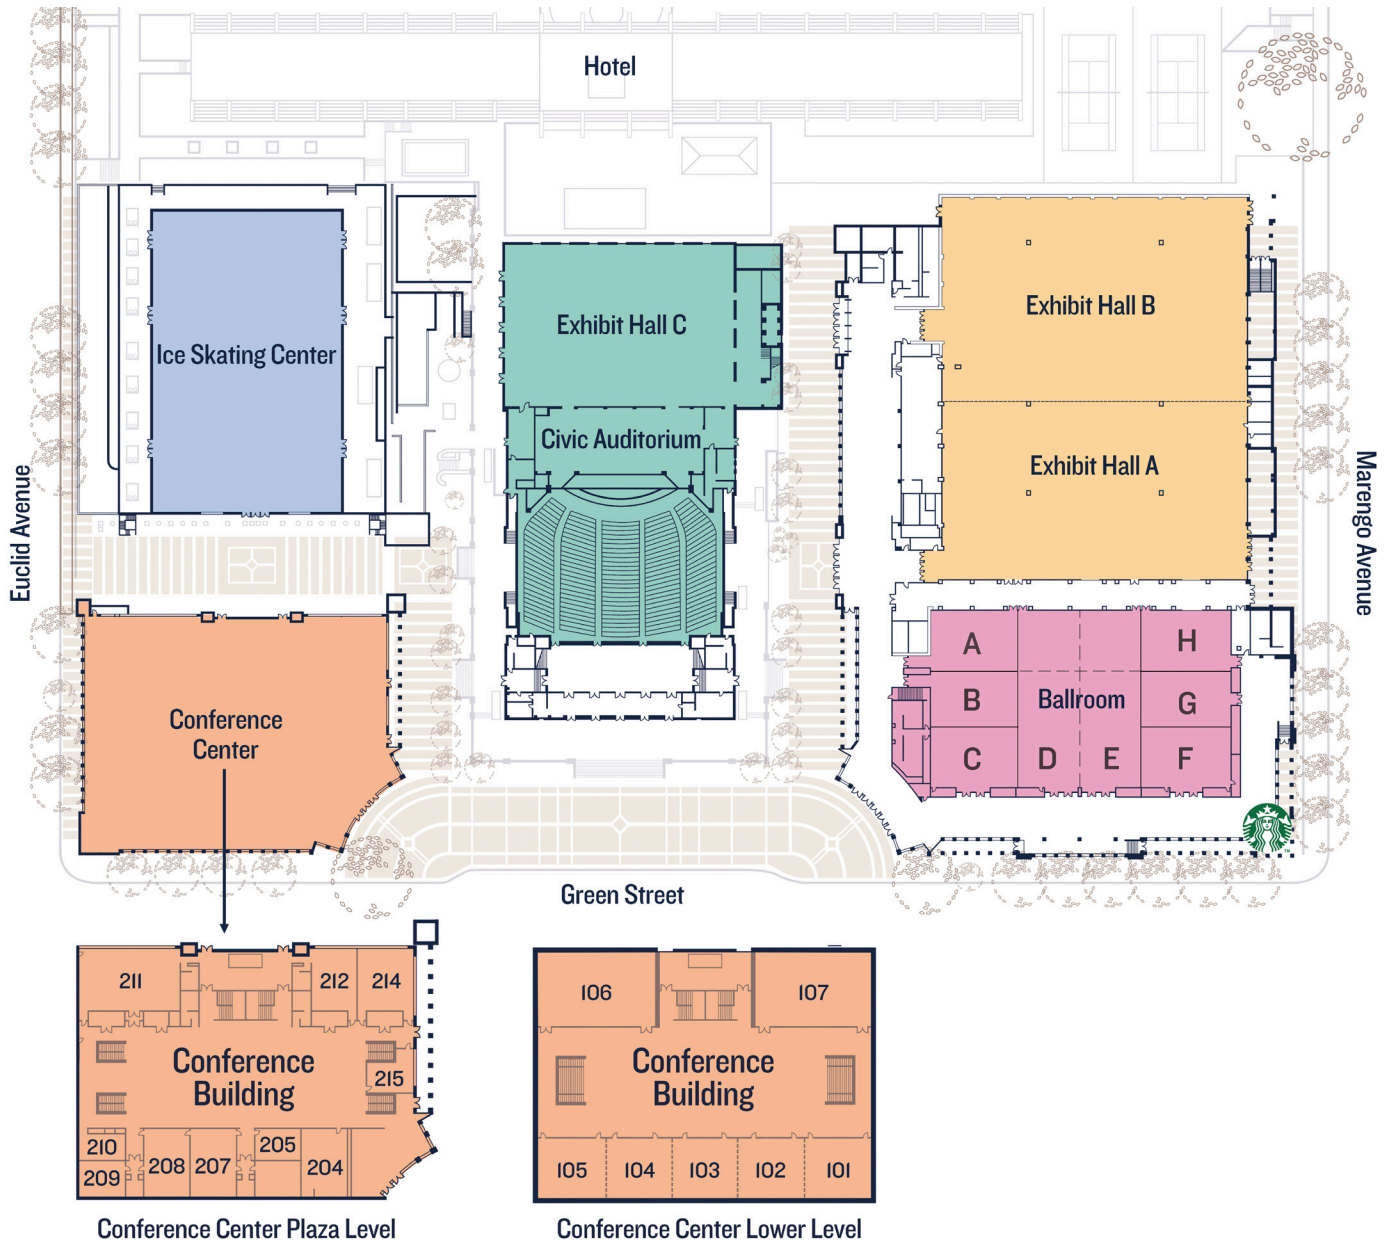 Hotel
Exhibit Hall C
Exhibit Hall B
Ice Skating Center
Civic Auditorium
Exhibit Hall A
Euclid Avenue
Marengo Avenue
A
H
B
Ballroom
G
C
D
E
F
Conference
Center
TM
Green Street
211
212
214
106
107
Conference
Building
215
Conference
Building
210
209
208
207
205
204
105
104
103
102
101
Conference Center Plaza Level
Conference Center Lower Level